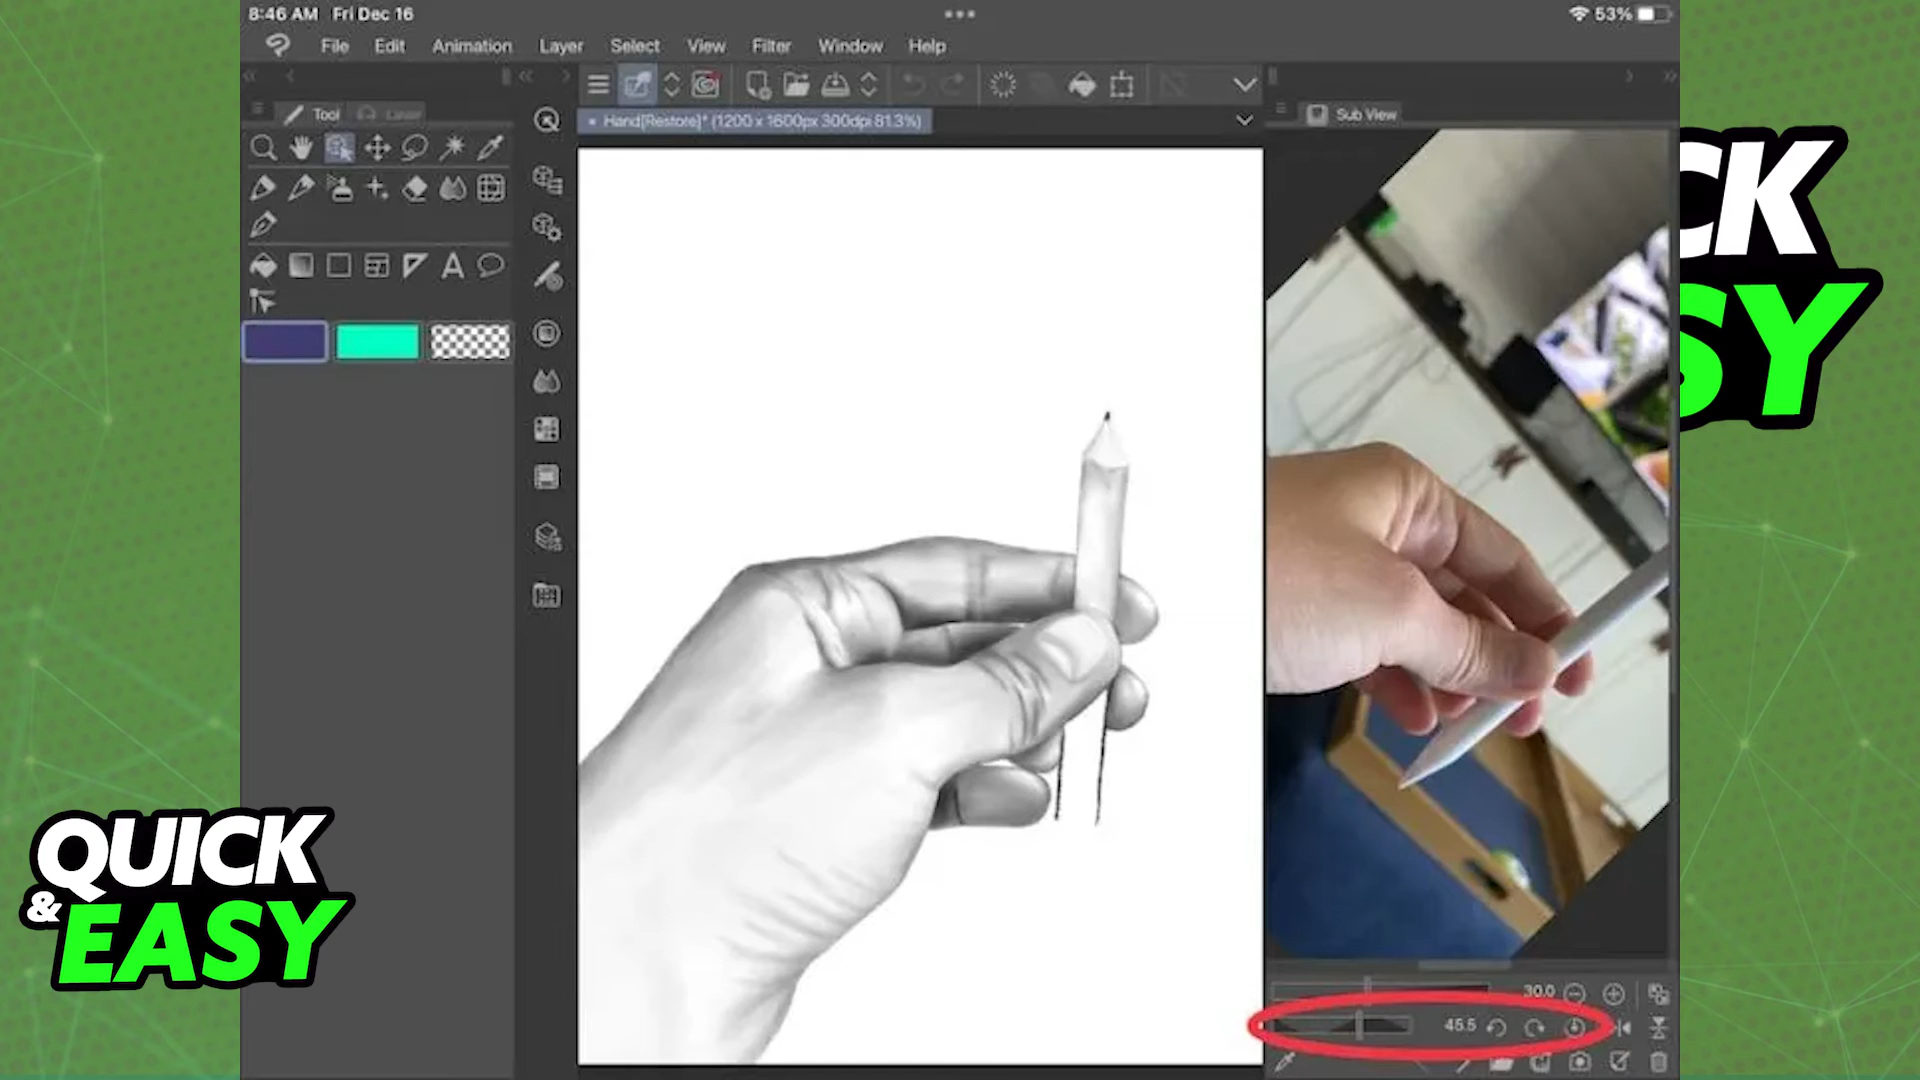 8:46 AM Fri Dec 16
53%
File Edit Animation Layer Select View Filter Window Help
Tool
Layer
Hand[Restore]* (1200 x 1600px 300dpi 81.3%)
Sub View
CK
SY
30.0
45.5
QUICK
& EASY